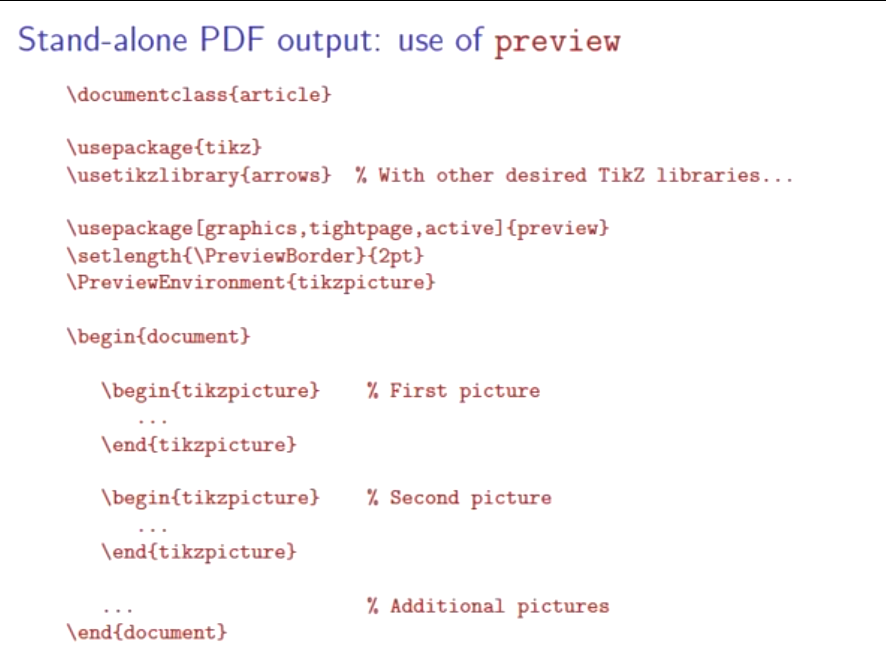 Stand-alone PDF output: use of preview
\documentclass{article}
\usepackage{tikz}
\usetikzlibrary{arrows} % With other desired TikZ libraries...
\usepackage[graphics,tightpage,active]{preview}
\setlength{\PreviewBorder}{2pt}
\PreviewEnvironment{tikzpicture}
\begin{document}
\begin{tikzpicture} % First picture
...
\end{tikzpicture}
\begin{tikzpicture} % Second picture
...
\end{tikzpicture}
... % Additional pictures
\end{document}